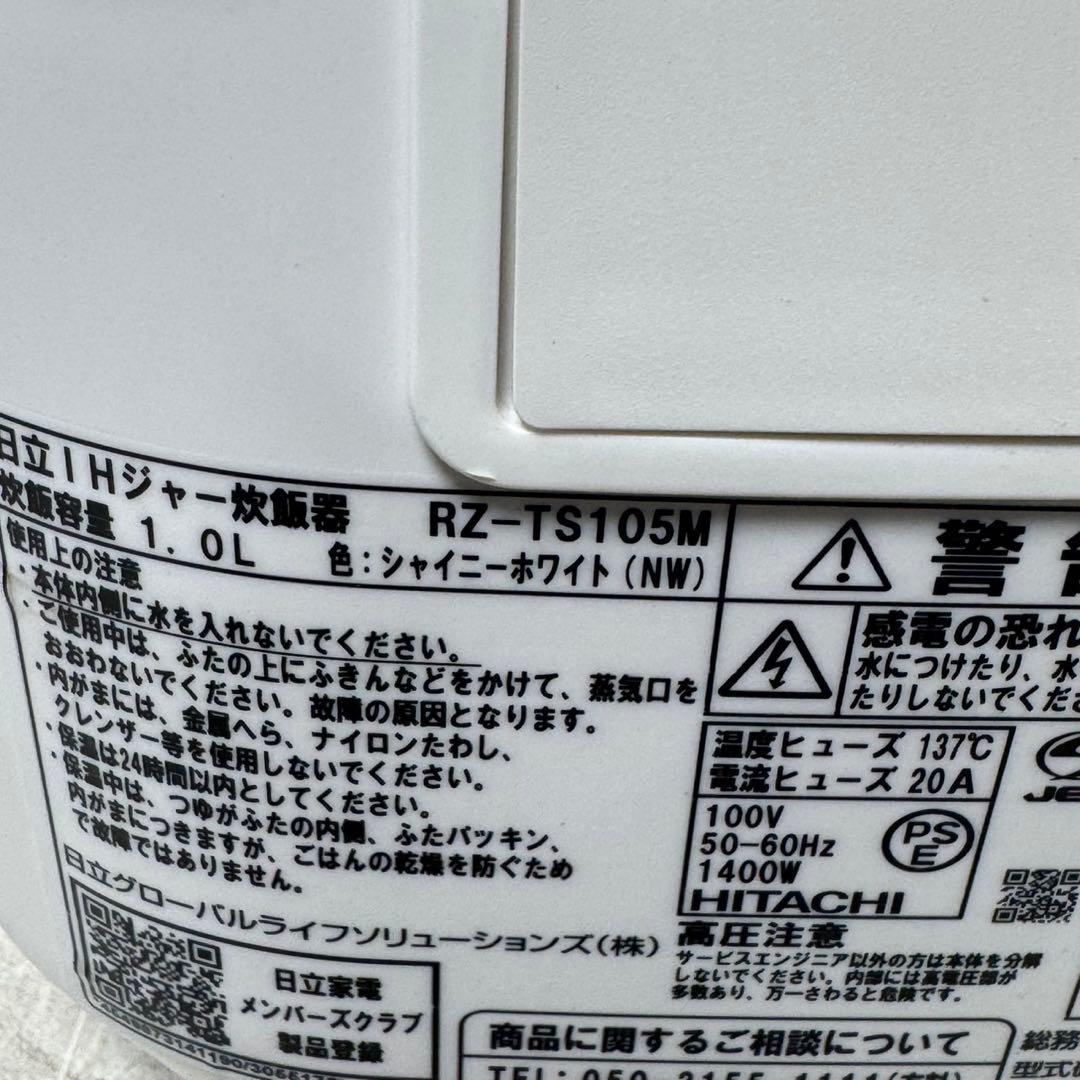 日立IHジャー炊飯器 RZ-TS105M
炊飯容量 1.0L 色:シャイニーホワイト(NW)
使用上の注意
・本体内側に水を入れないでください。
・ご使用中は、ふたの上にふきんなどをかけて、蒸気口を
おおわないでください。故障の原因となります。
・内がまには、金属へら、ナイロンたわし、
クレンザー等を使用しないでください。
・保温は24時間以内としてください。
・保温中は、つゆがふたの内側、ふたパッキン、
内がまにつきますが、ごはんの乾燥を防ぐため
で故障ではありません。
日立グローバルライフソリューションズ(株)
日立家電
メンバーズクラブ
製品登録
警
感電の恐れ
水につけたり、水
たりしないでくださ
温度ヒューズ 137℃
電流ヒューズ 20A
100V
50-60Hz
1400W
PS
E
HITACHI
高圧注意
サービスエンジニア以外の方は本体を分解
しないでください。内部には高電圧部が
多数あり、万一さわると危険です。
商品に関するご相談について
TEL:050-3155-1111(有料)
総務
型式